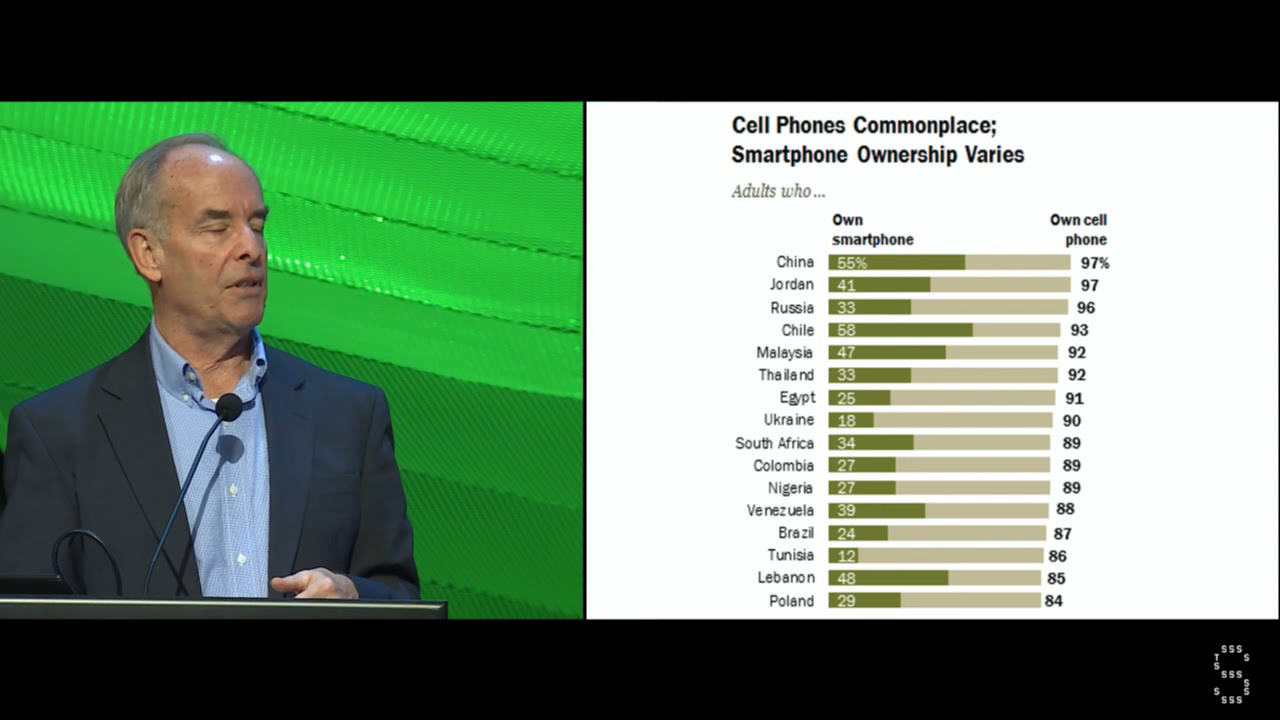 Cell Phones Commonplace;
Smartphone Ownership Varies
Adults who...
Own smartphone
Own cell phone
China 55% 97%
Jordan 41 97
Russia 33 96
Chile 58 93
Malaysia 47 92
Thailand 33 92
Egypt 25 91
Ukraine 18 90
South Africa 34 89
Colombia 27 89
Nigeria 27 89
Venezuela 39 88
Brazil 24 87
Tunisia 12 86
Lebanon 48 85
Poland 29 84
SSS
T S
S
SSS
S
S S
SSS